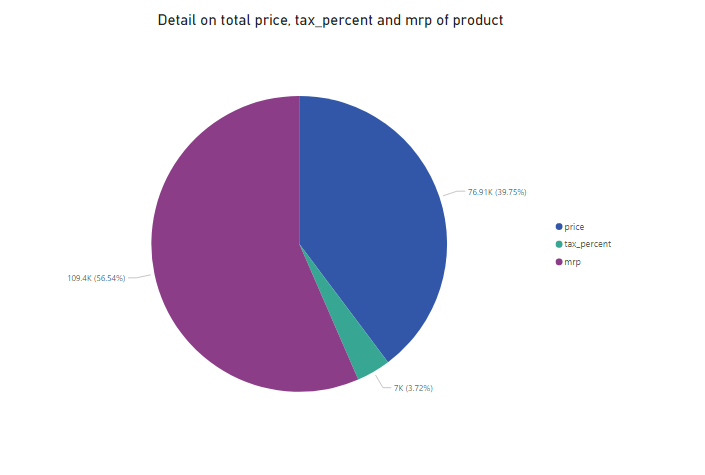 Detail on total price, tax_percent and mrp of product
76.91K (39.75%)
price
tax_percent
mrp
109.4K (56.54%)
7K (3.72%)